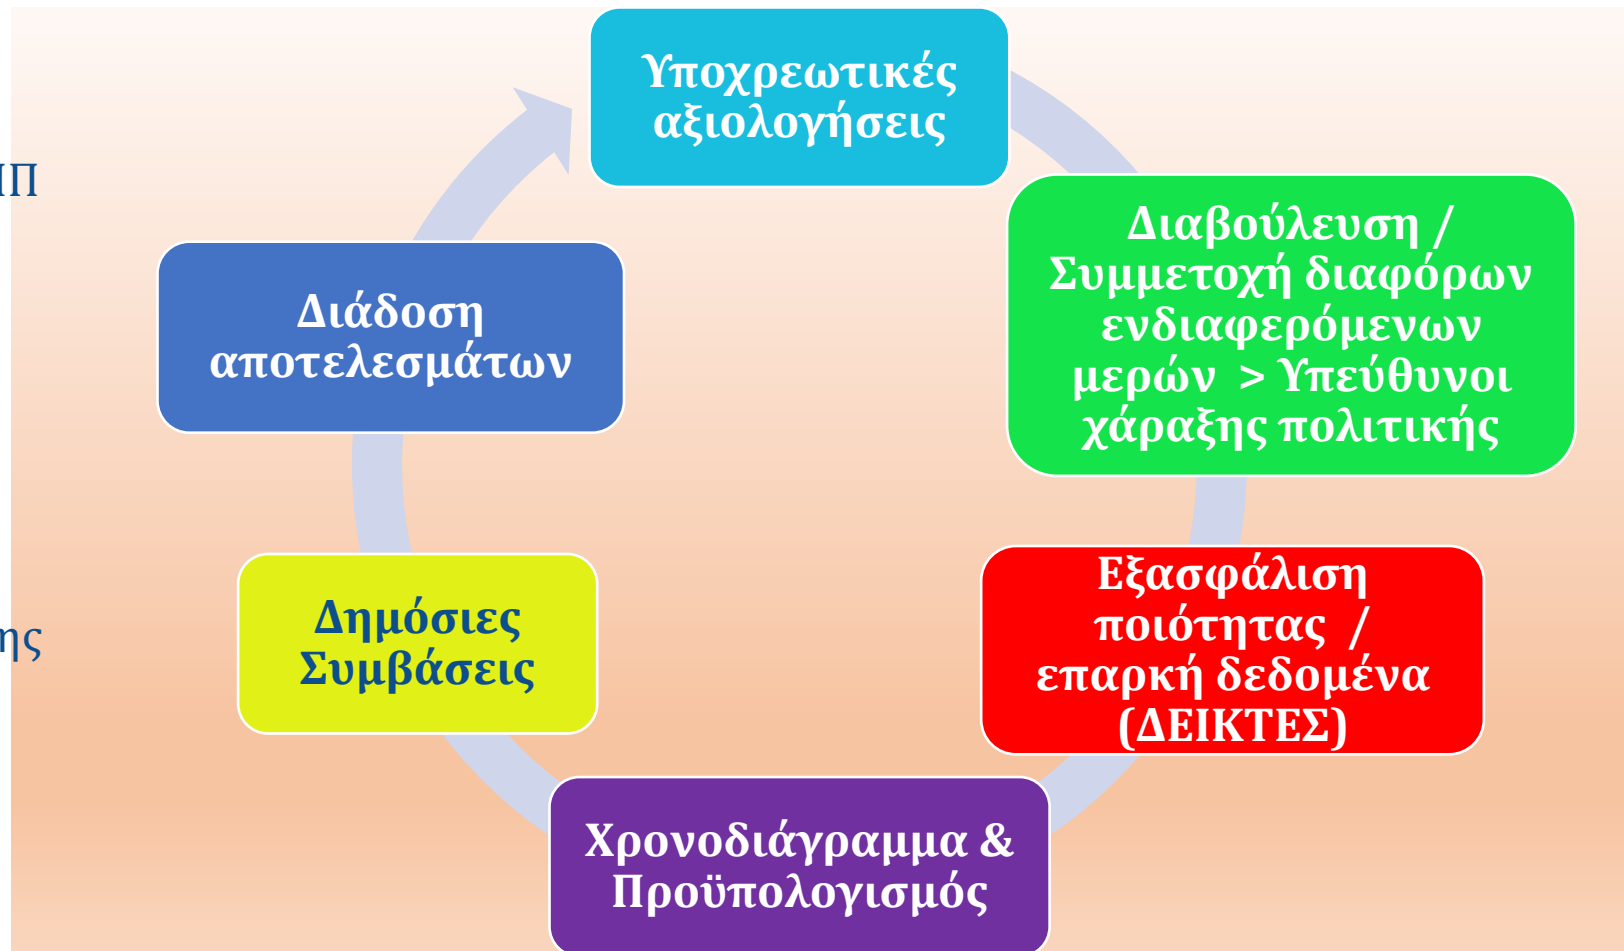 Υποχρεωτικές
αξιολογήσεις
Διαβούλευση /
Συμμετοχή διαφόρων
ενδιαφερόμενων
μερών > Υπεύθυνοι
χάραξης πολιτικής
Εξασφάλιση
ποιότητας /
επαρκή δεδομένα
(ΔΕΙΚΤΕΣ)
Χρονοδιάγραμμα &
Προϋπολογισμός
Δημόσιες
Συμβάσεις
Διάδοση
αποτελεσμάτων